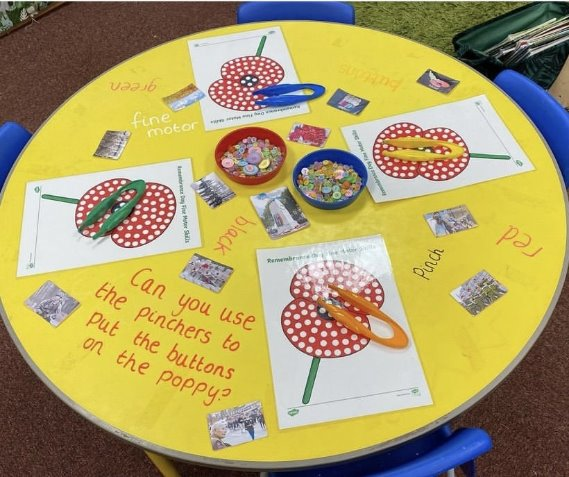 green
buttons
fine
motor
Remembrance Day Fine Motor Skills
Remembrance Day Fine Motor Skills
Remembrance Day Fine Motor Skills
Remembrance Day Fine Motor Skills
black
red
Pinch
Can you use
the pinchers to
put the buttons
on the poppy?